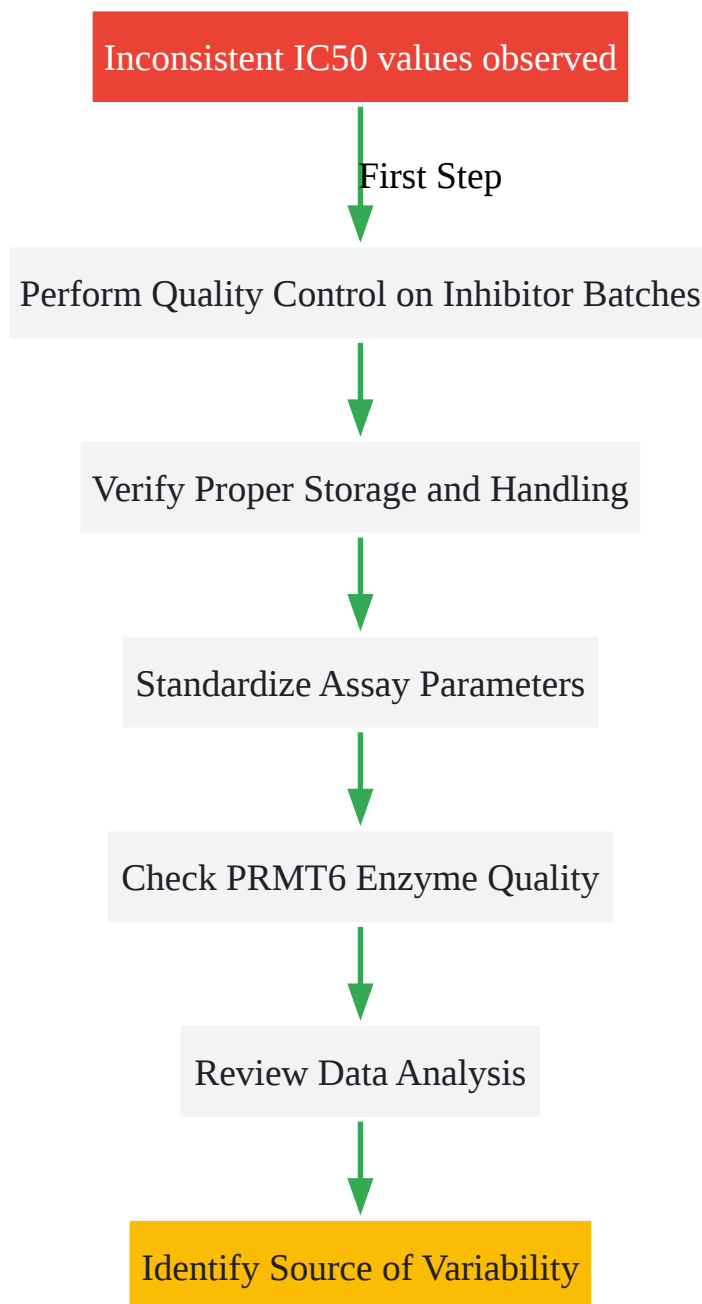 Inconsistent IC50 values observed
First Step
Perform Quality Control on Inhibitor Batches
Verify Proper Storage and Handling
Standardize Assay Parameters
Check PRMT6 Enzyme Quality
Review Data Analysis
Identify Source of Variability